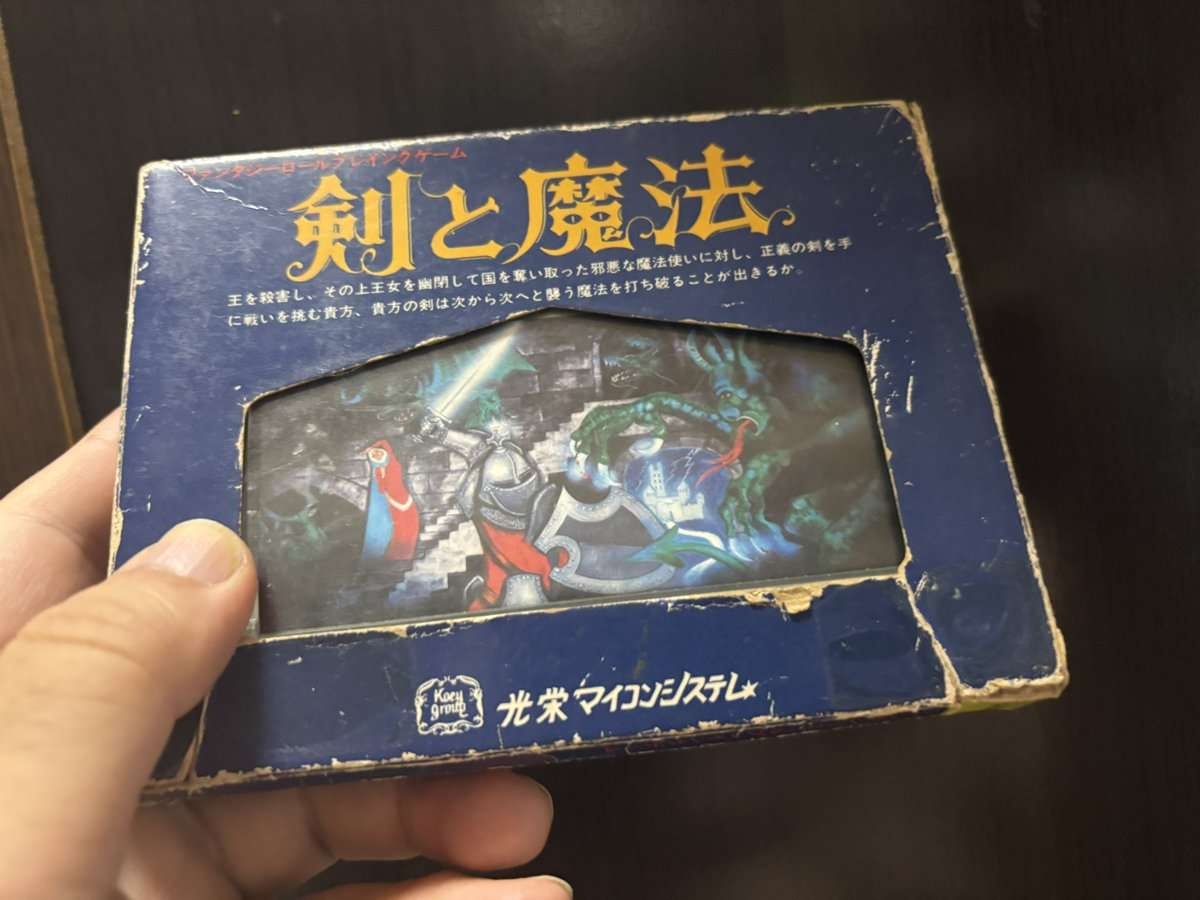 ファンタジーロールプレイングゲーム
剣と魔法
王を殺害し、その上王女を幽閉して国を奪い取った邪悪な魔法使いに対し、正義の剣を手
に戦いを挑む貴方、貴方の剣は次から次へと襲う魔法を打ち破ることが出きるか。
Koey
group
光栄マイコンシステム